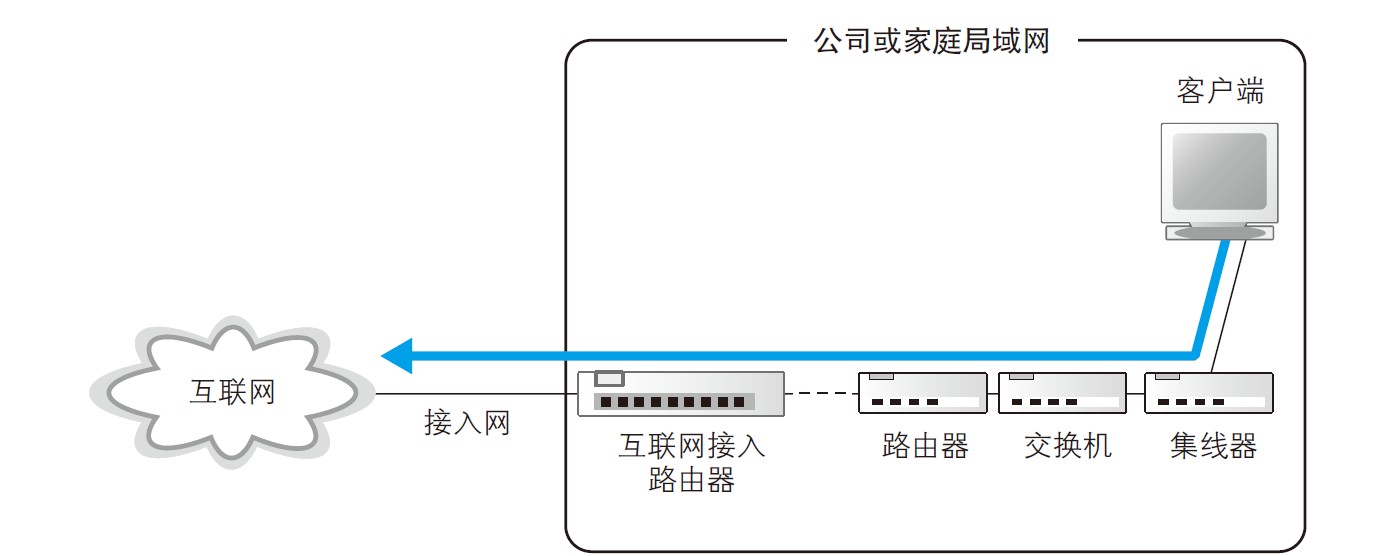 公司或家庭局域网
客户端
互联网
接入网
互联网接入
路由器
路由器
交换机
集线器